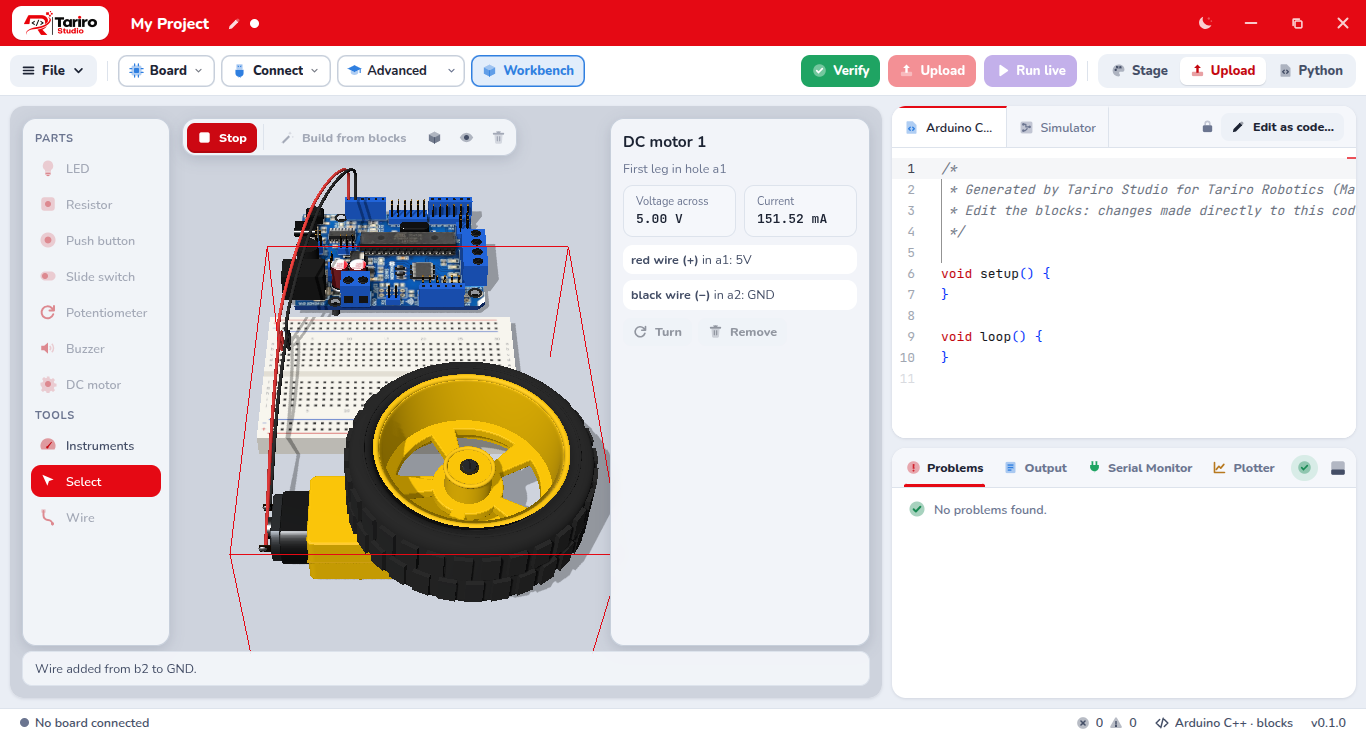 Tariro
Studio
My Project
File
Board
Connect
Advanced
Workbench
Verify
Upload
Run live
Stage
Upload
Python
PARTS
LED
Resistor
Push button
Slide switch
Potentiometer
Buzzer
DC motor
TOOLS
Instruments
Select
Wire
Stop
Build from blocks
DC motor 1
First leg in hole a1
Voltage across
5.00 V
Current
151.52 mA
red wire (+) in a1: 5V
black wire (−) in a2: GND
Turn
Remove
Wire added from b2 to GND.
Arduino C...
Simulator
Edit as code...
1 /*
2  * Generated by Tariro Studio for Tariro Robotics (Ma
3  * Edit the blocks: changes made directly to this cod
4  */
5
6 void setup() {
7 }
8
9 void loop() {
10 }
11
Problems
Output
Serial Monitor
Plotter
No problems found.
No board connected
0
0
Arduino C++ · blocks
v0.1.0